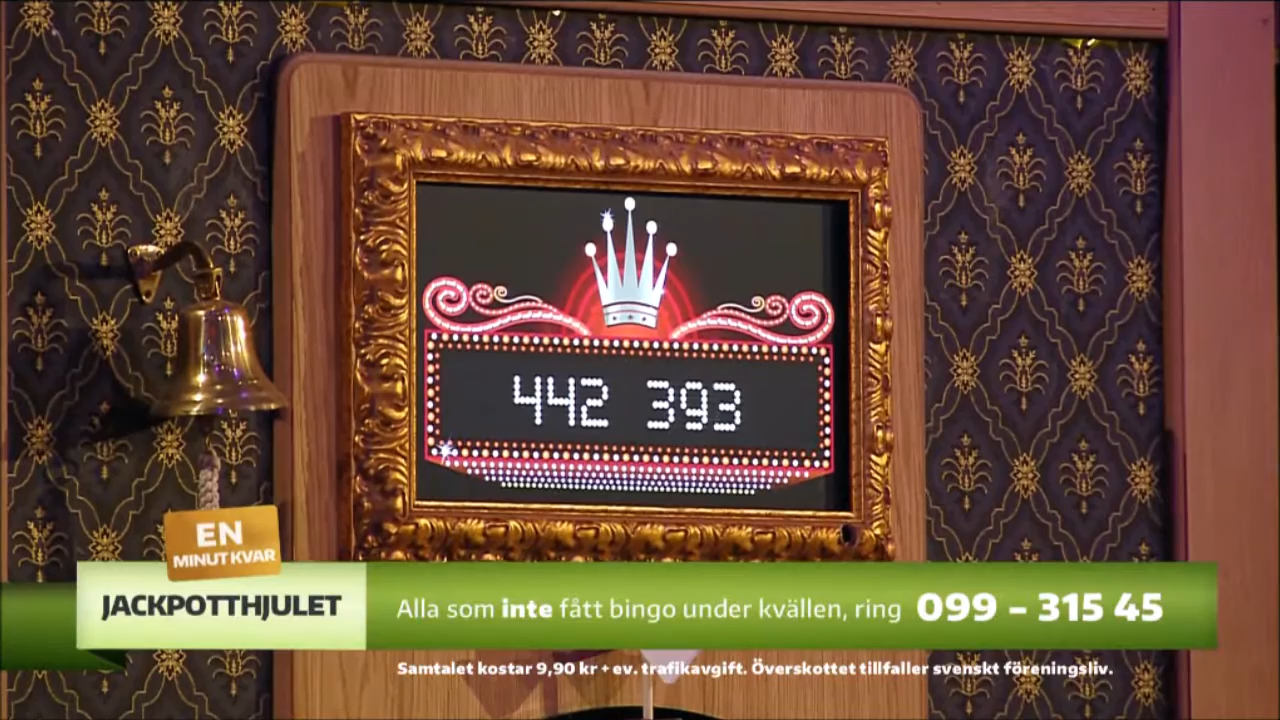 442 393
EN
MINUT KVAR
JACKPOTTHJULET
Alla som inte fått bingo under kvällen, ring 099 – 315 45
Samtalet kostar 9,90 kr + ev. trafikavgift. Överskottet tillfaller svenskt föreningsliv.